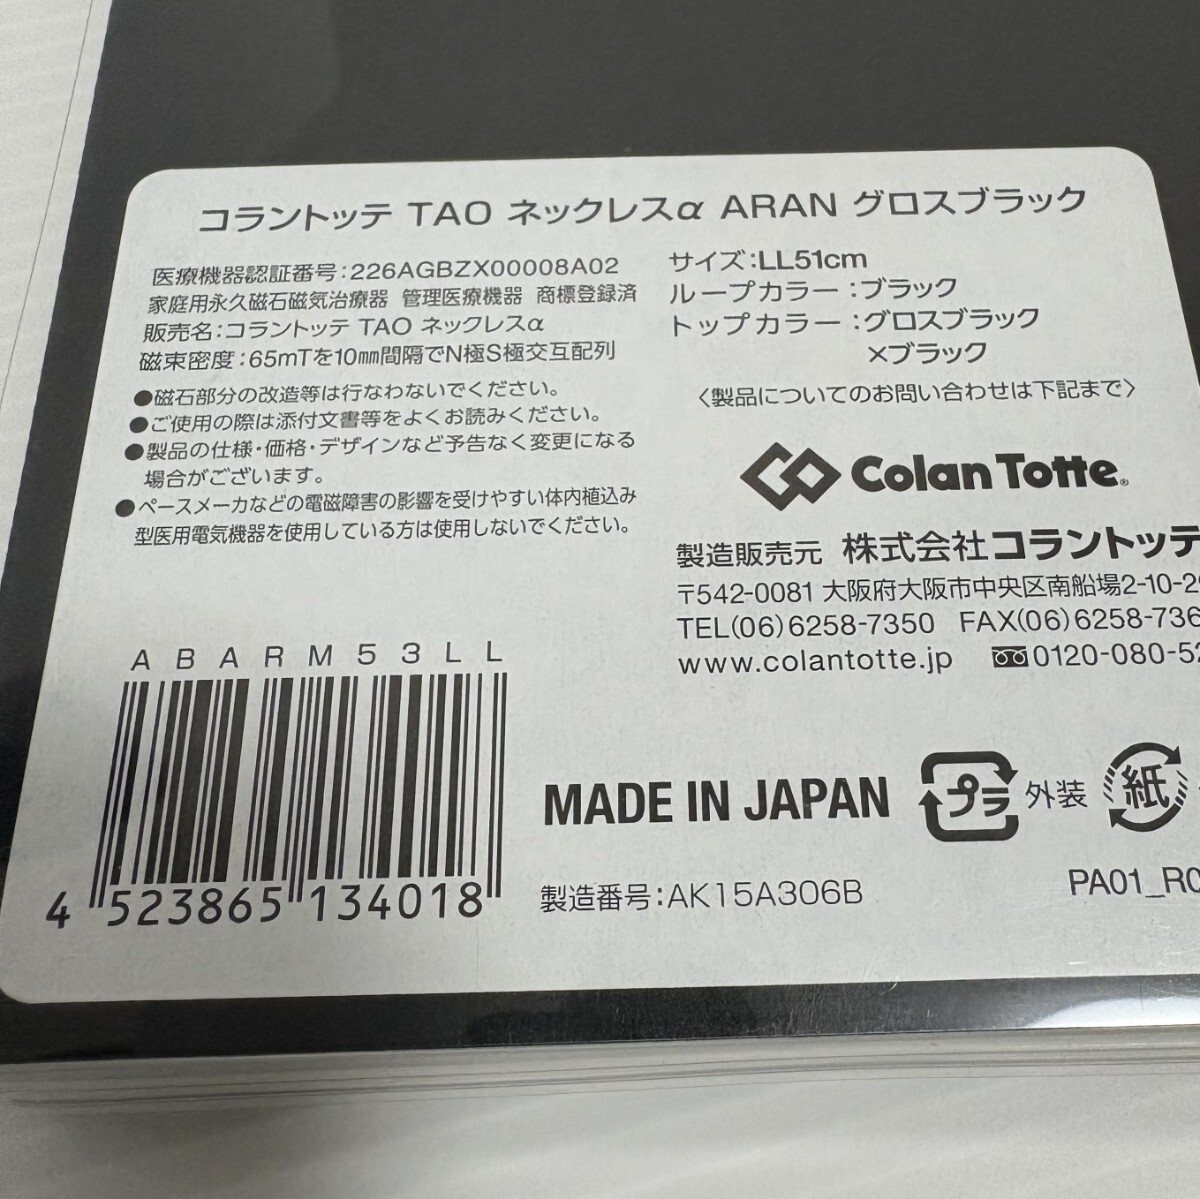 コラントッテ TAO ネックレスα ARAN グロスブラック
医療機器認証番号:226AGBZX00008A02
家庭用永久磁石磁気治療器 管理医療機器 商標登録済
販売名:コラントッテ TAO ネックレスα
磁束密度:65mTを10mm間隔でN極S極交互配列
●磁石部分の改造等は行なわないでください。
●ご使用の際は添付文書等をよくお読みください。
●製品の仕様・価格・デザインなど予告なく変更になる
場合がございます。
●ペースメーカなどの電磁障害の影響を受けやすい体内植込み
型医用電気機器を使用している方は使用しないでください。
サイズ:LL51cm
ループカラー:ブラック
トップカラー:グロスブラック
×ブラック
〈製品についてのお問い合わせは下記まで〉
Colan Totte®
製造販売元 株式会社コラントッテ
〒542-0081 大阪府大阪市中央区南船場2-10-2
TEL(06)6258-7350 FAX(06)6258-736
www.colantotte.jp 0120-080-52
ABARM53LL
4 523865 134018
MADE IN JAPAN
プラ 外装 紙
製造番号:AK15A306B
PA01_R0